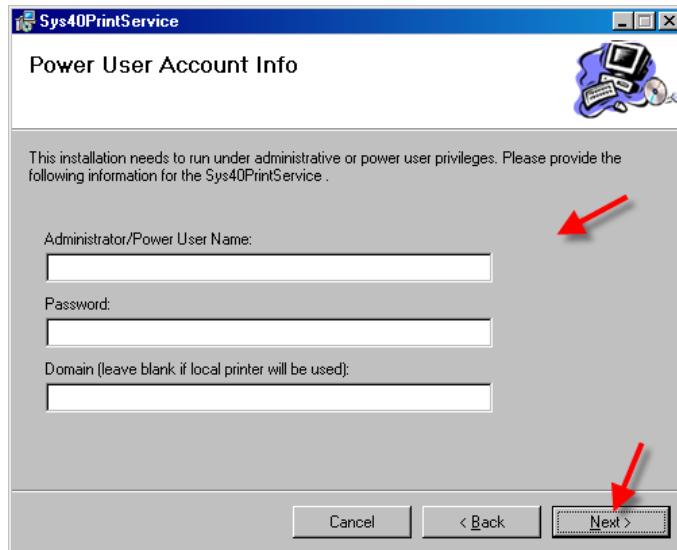 Sys40PrintService
Power User Account Info
This installation needs to run under administrative or power user privileges. Please provide the
following information for the Sys40PrintService .
Administrator/Power User Name:
Password:
Domain (leave blank if local printer will be used):
Cancel
< Back
Next >